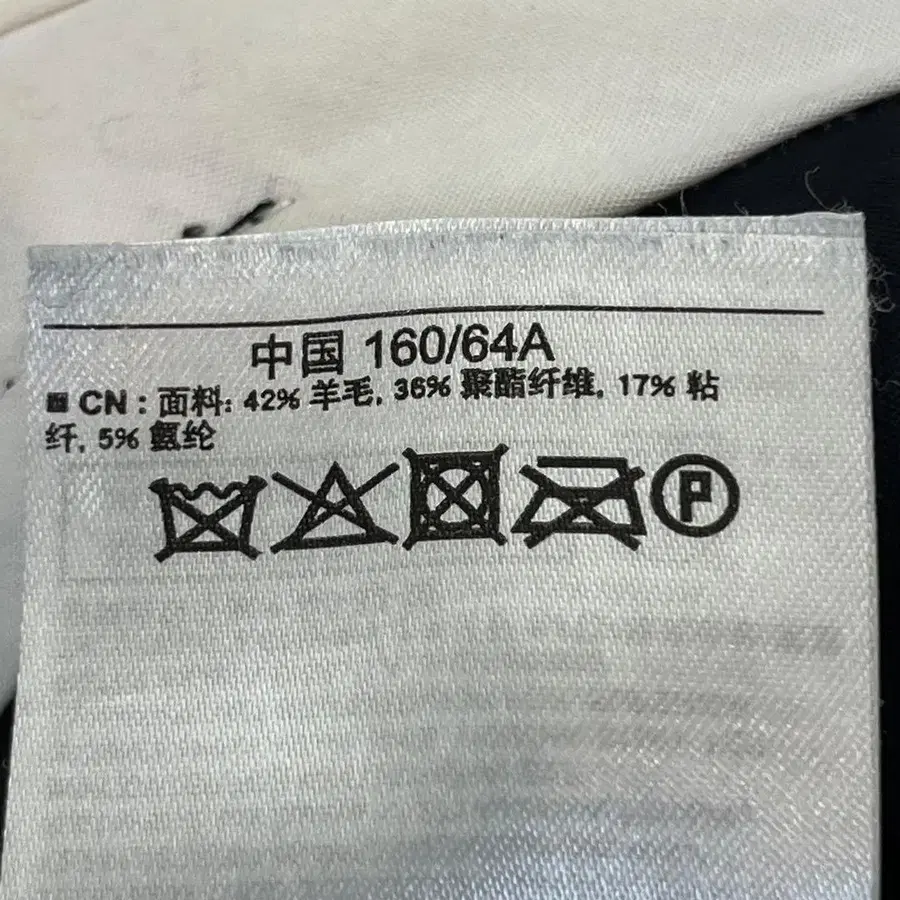 中国 160/64A
CN : 面料: 42% 羊毛, 36% 聚酯纤维, 17% 粘
纤, 5% 氨纶
P